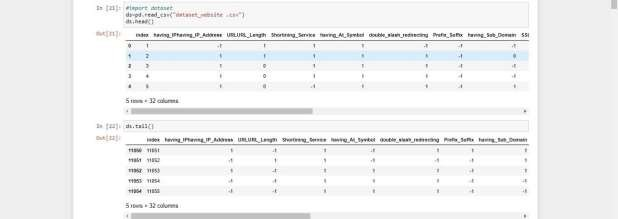 In [21]: #import dataset
ds=pd.read_csv("dataset_website .csv")
ds.head()
Out[21]: index having_IPhaving_IP_Address URLURL_Length Shortining_Service having_At_Symbol double_slash_redirecting Prefix_Suffix having_Sub_Domain SSL
0 1 -1 1 1 1 -1 -1 -1
1 2 1 1 1 1 1 -1 0
2 3 1 0 1 1 1 -1 -1
3 4 1 0 1 1 1 -1 -1
4 5 1 0 -1 1 1 -1 1
5 rows × 32 columns
In [22]: ds.tail()
Out[22]: index having_IPhaving_IP_Address URLURL_Length Shortining_Service having_At_Symbol double_slash_redirecting Prefix_Suffix having_Sub_Domain
11050 11051 1 -1 1 -1 1 1 1
11051 11052 -1 1 1 -1 -1 -1 1
11052 11053 1 -1 1 1 1 -1 1
11053 11054 -1 -1 1 1 1 -1 -1
11054 11055 -1 -1 1 1 1 -1 -1
5 rows × 32 columns